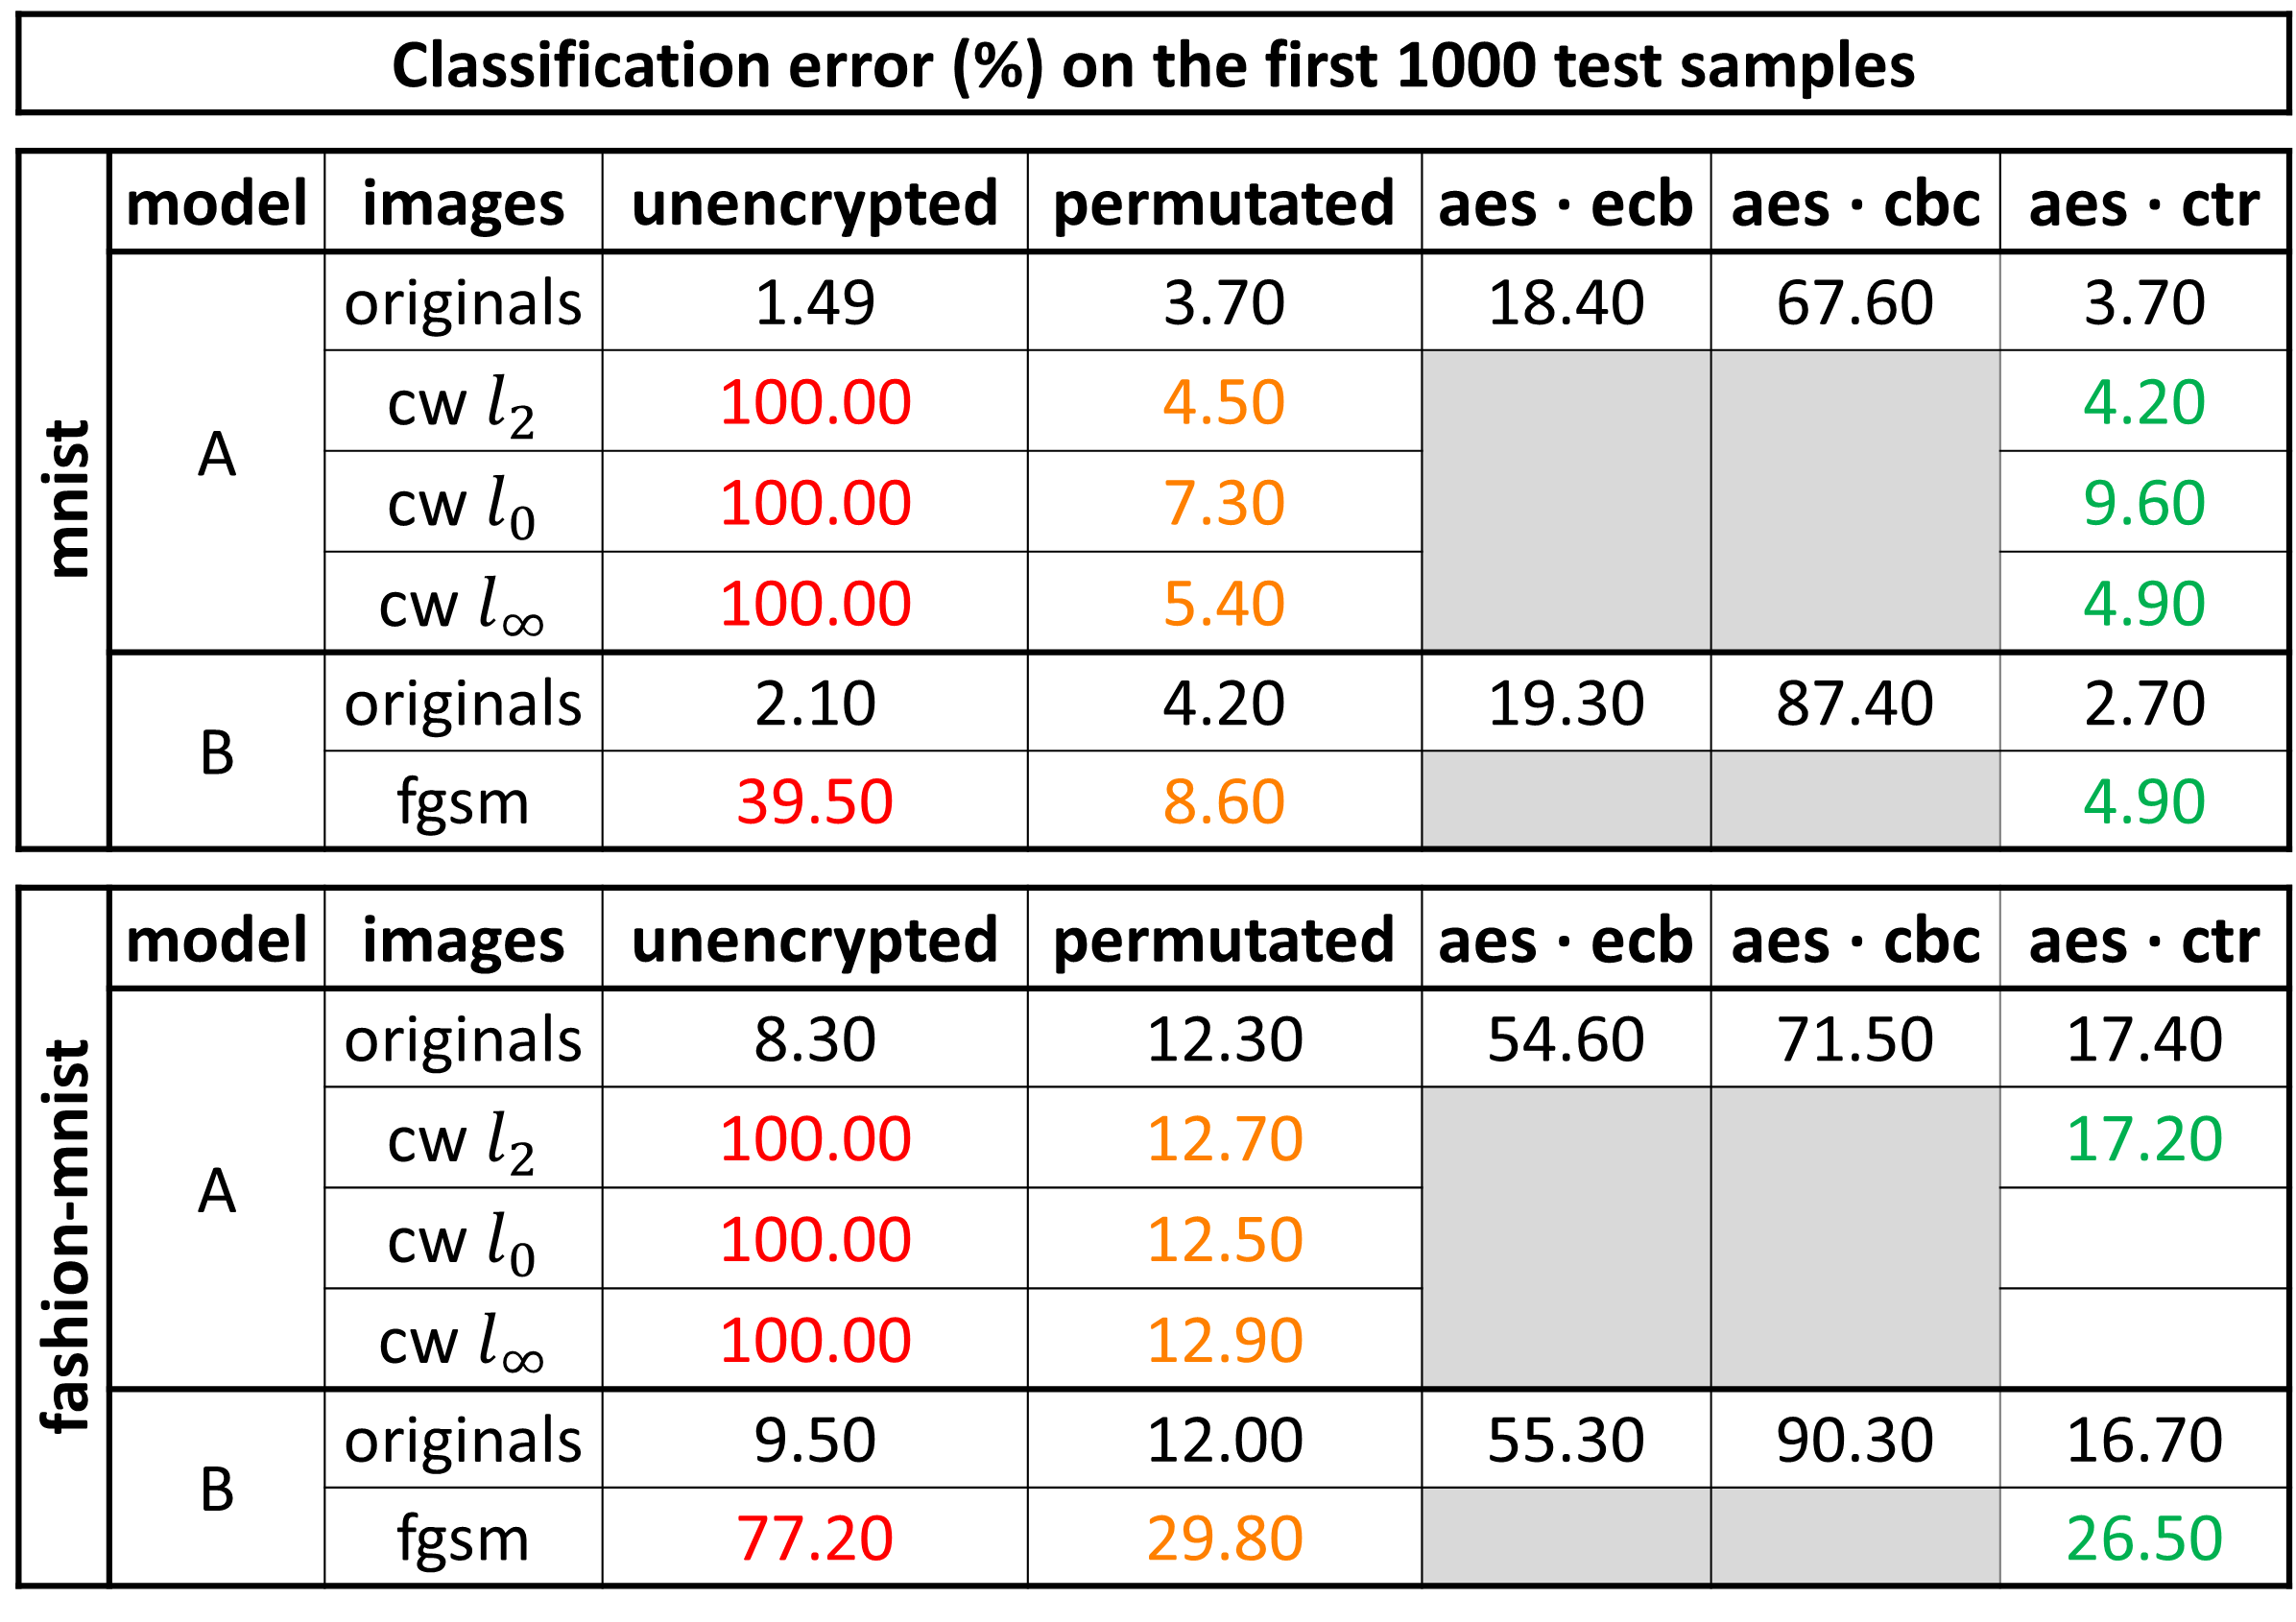 Classification error (%) on the first 1000 test samples
mnist
model images unencrypted permutated aes · ecb aes · cbc aes · ctr
A
originals 1.49 3.70 18.40 67.60 3.70
cw l₂ 100.00 4.50 4.20
cw l₀ 100.00 7.30 9.60
cw l∞ 100.00 5.40 4.90
B
originals 2.10 4.20 19.30 87.40 2.70
fgsm 39.50 8.60 4.90
fashion-mnist
model images unencrypted permutated aes · ecb aes · cbc aes · ctr
A
originals 8.30 12.30 54.60 71.50 17.40
cw l₂ 100.00 12.70 17.20
cw l₀ 100.00 12.50
cw l∞ 100.00 12.90
B
originals 9.50 12.00 55.30 90.30 16.70
fgsm 77.20 29.80 26.50